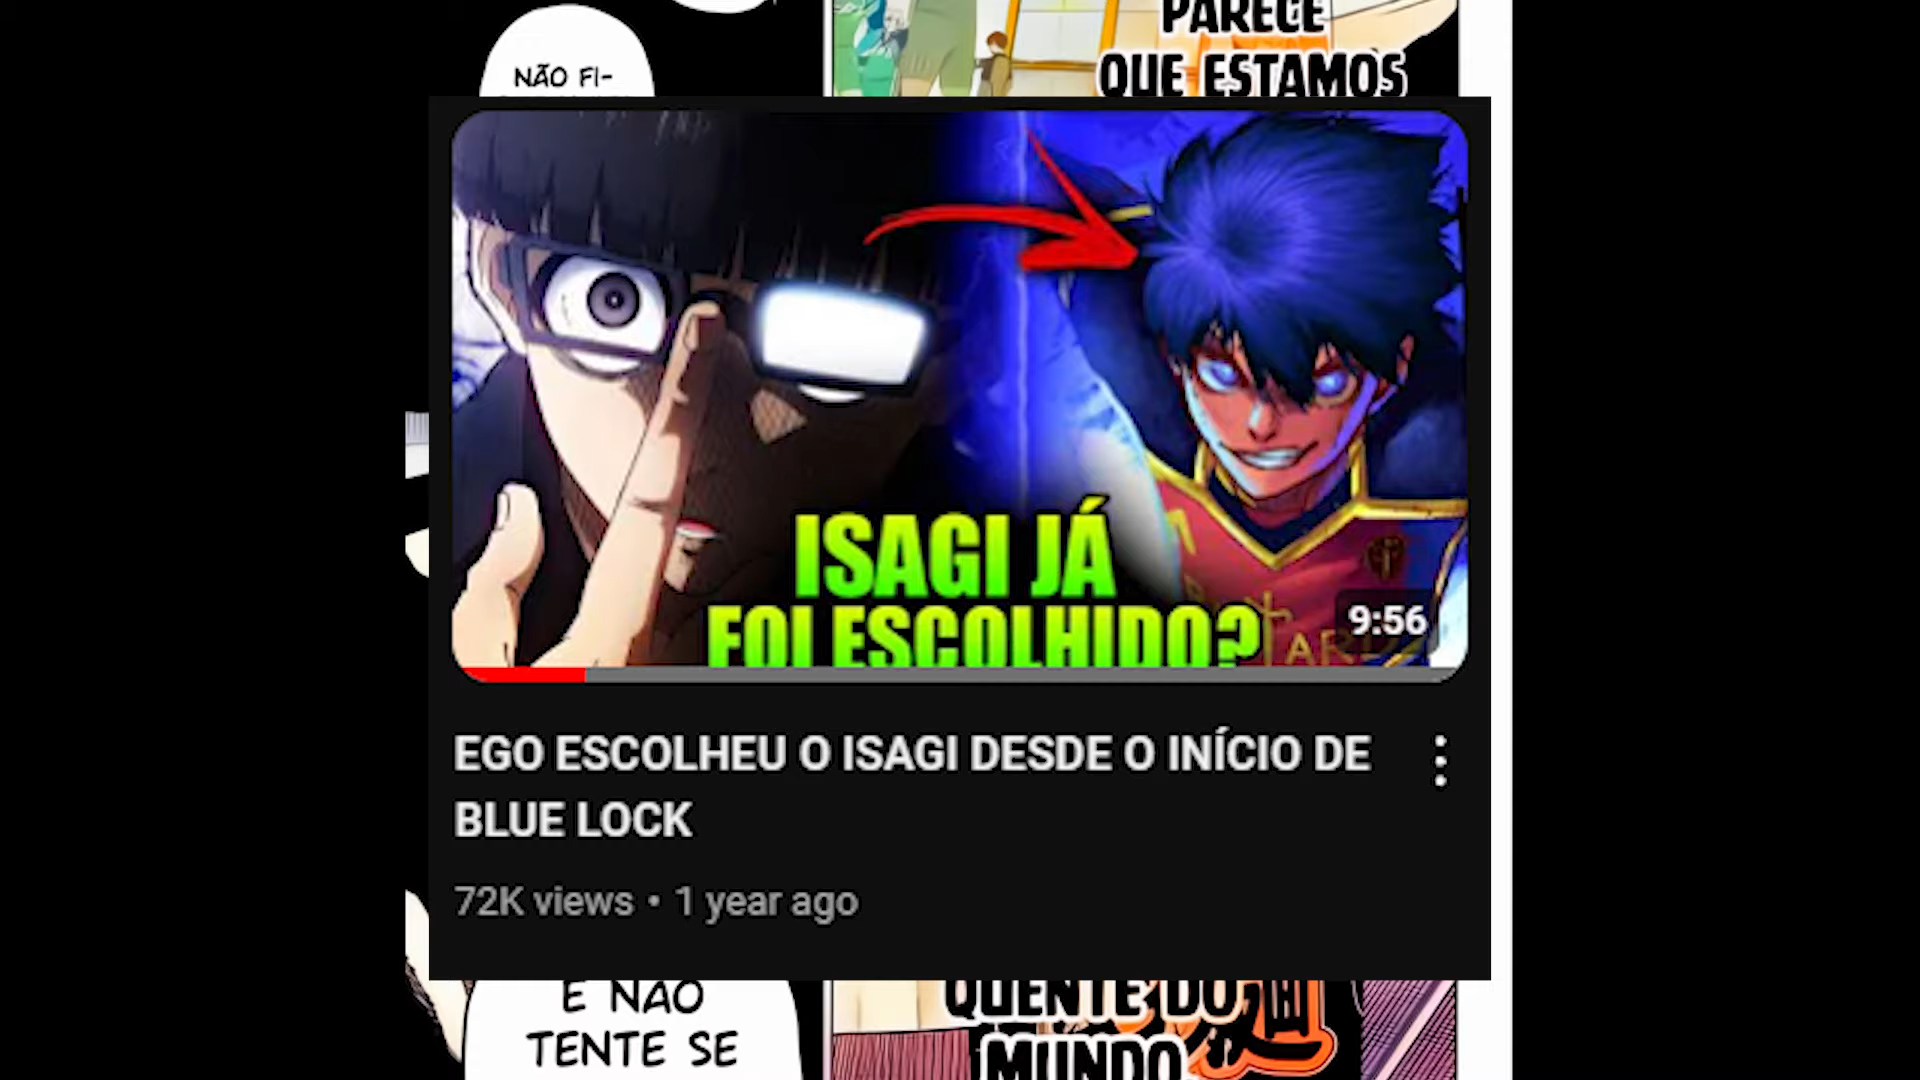 NÃO FI-
PARECE
QUE ESTAMOS
ISAGI JÁ
FOI ESCOLHIDO?
9:56
EGO ESCOLHEU O ISAGI DESDE O INÍCIO DE
BLUE LOCK
72K views • 1 year ago
E NÃO
TENTE SE
QUENTE DO
MUNDO